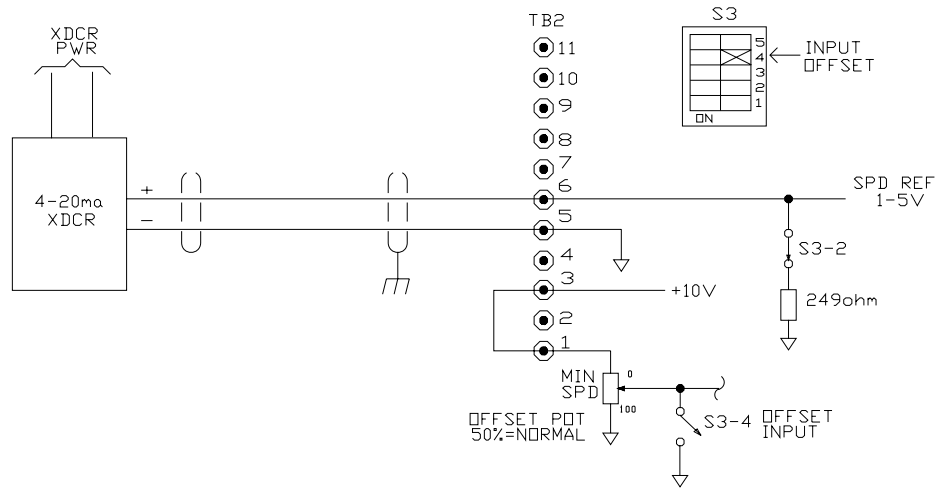 XDCR
PWR
4-20ma
XDCR
+
−
TB2
11
10
9
8
7
6
5
4
3
2
1
S3
5
4
3
2
1
ON
INPUT
OFFSET
SPD REF
1-5V
S3-2
249ohm
+10V
MIN
SPD
0
100
OFFSET POT
50%=NORMAL
S3-4 OFFSET
INPUT